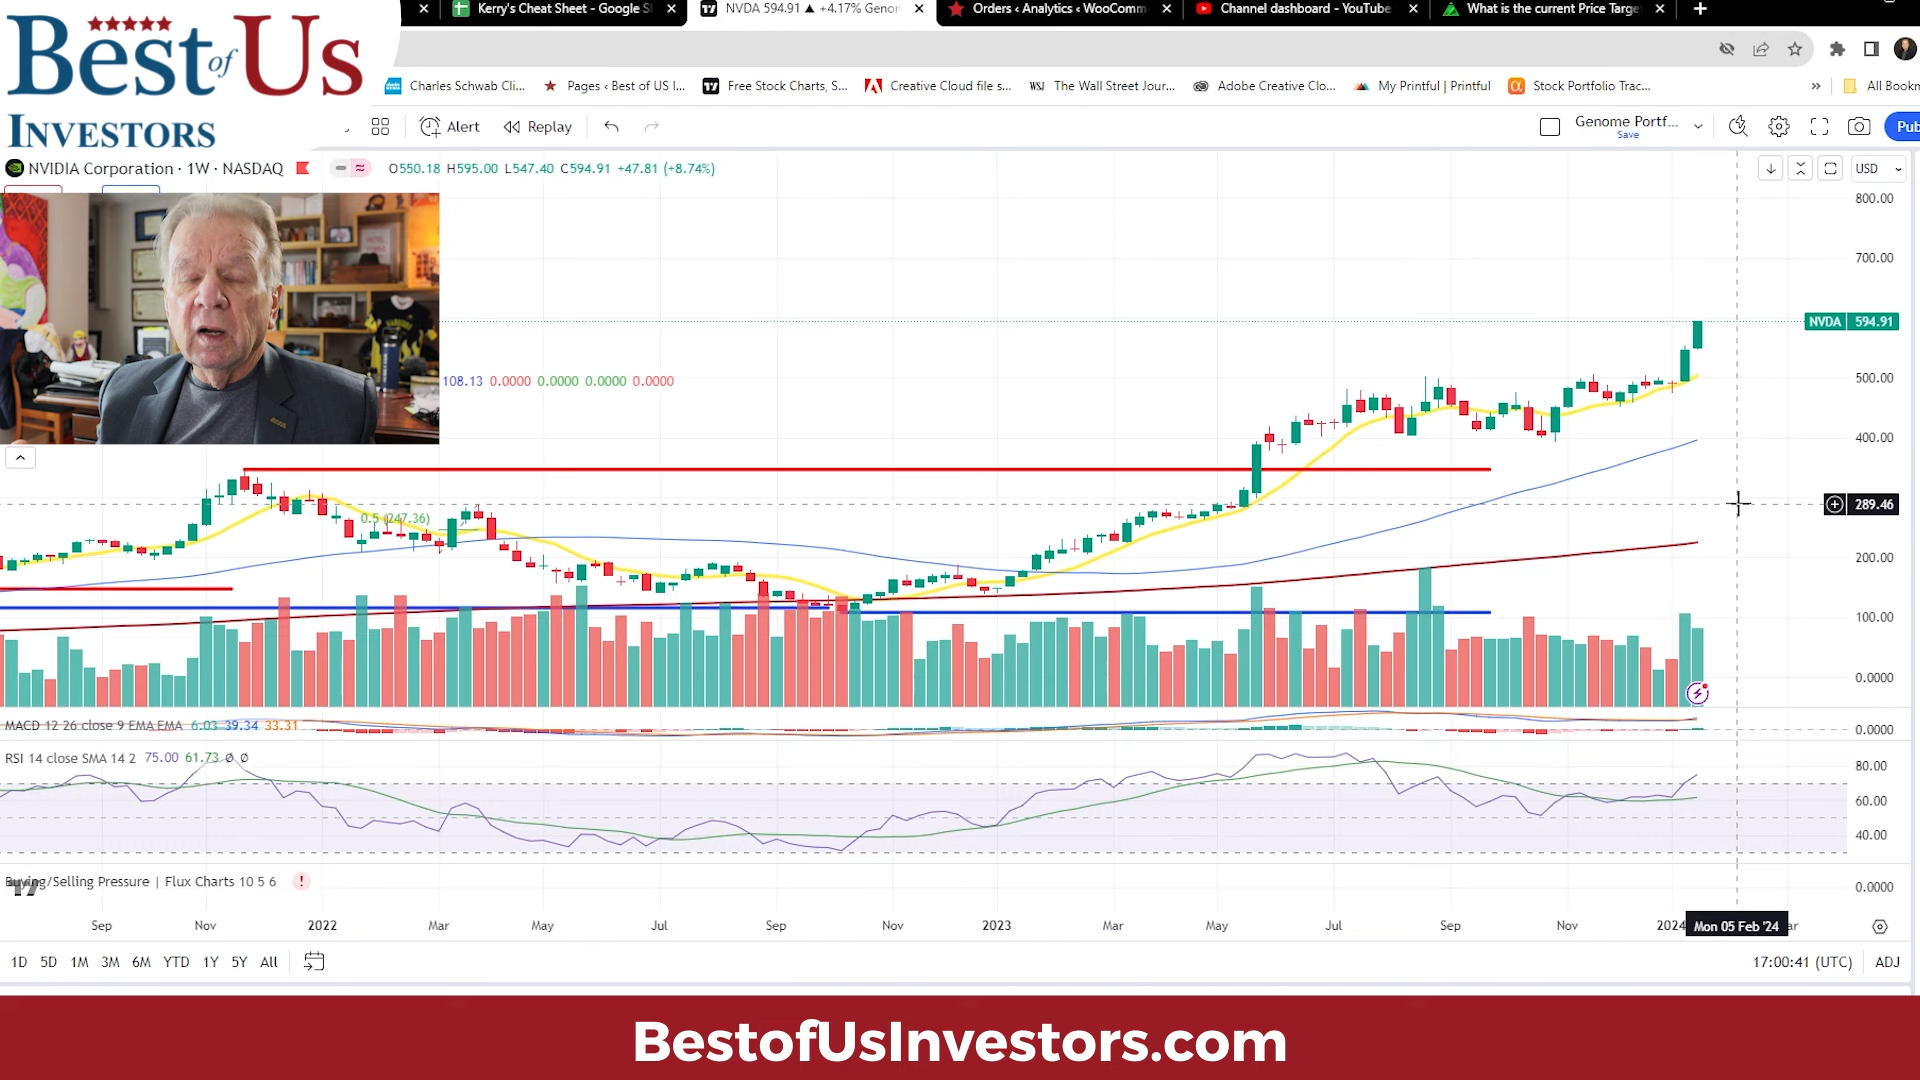 Best of Us
INVESTORS
Kerry's Cheat Sheet - Google S
NVDA 594.91 ▲ +4.17% Geno
Orders ‹ Analytics ‹ WooComm
Channel dashboard - YouTube
What is the current Price Targe
Charles Schwab Cli...
Pages ‹ Best of US I...
Free Stock Charts, S...
Creative Cloud file s...
WSJ The Wall Street Jour...
Adobe Creative Clo...
My Printful | Printful
Stock Portfolio Trac...
»
All Bookm
Alert
Replay
Genome Portf...
Save
Pub
NVIDIA Corporation · 1W · NASDAQ
O550.18 H595.00 L547.40 C594.91 +47.81 (+8.74%)
USD
800.00
700.00
NVDA 594.91
108.13 0.0000 0.0000 0.0000 0.0000
500.00
400.00
289.46
0.5 (247.36)
200.00
100.00
0.0000
MACD 12 26 close 9 EMA EMA 6.03 39.34 33.31
0.0000
RSI 14 close SMA 14 2 75.00 61.73 Ø Ø
80.00
60.00
40.00
Buying/Selling Pressure | Flux Charts 10 5 6
0.0000
Sep Nov 2022 Mar May Jul Sep Nov 2023 Mar May Jul Sep Nov 2024 Mon 05 Feb '24 ar
1D 5D 1M 3M 6M YTD 1Y 5Y All
17:00:41 (UTC) ADJ
BestofUsInvestors.com